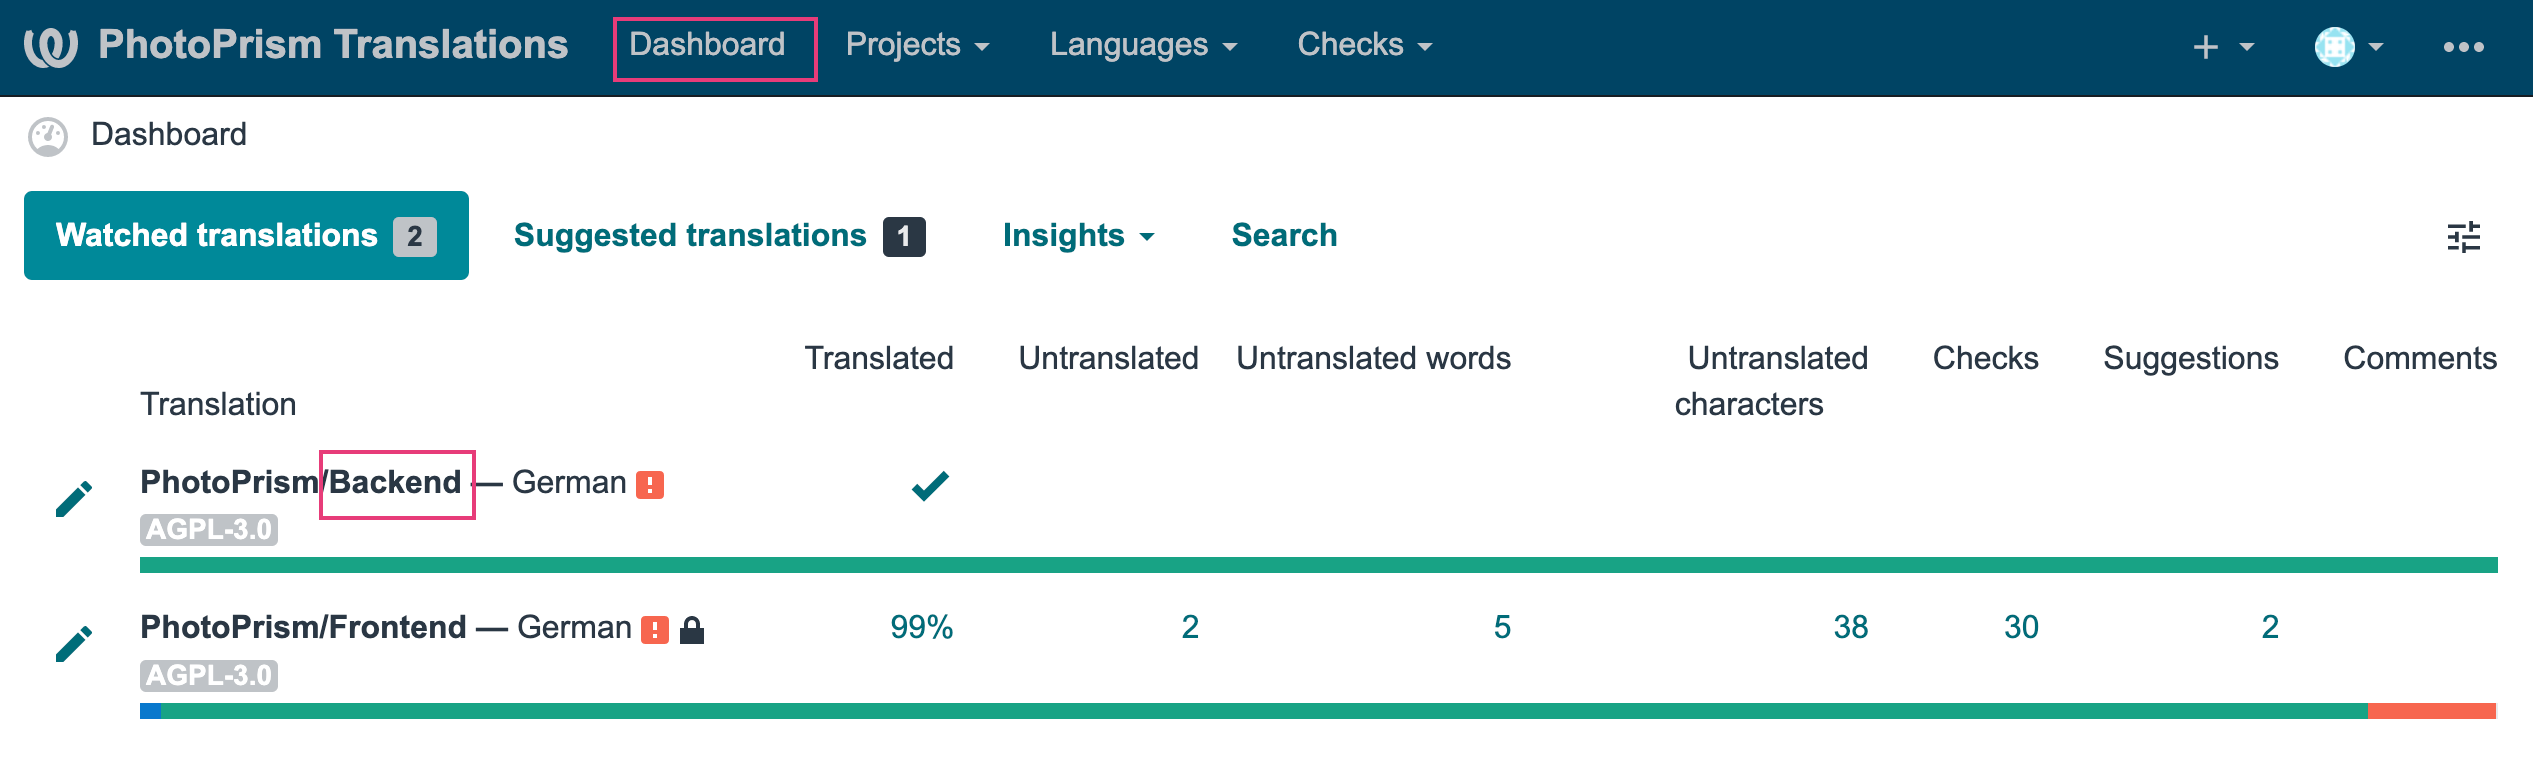 PhotoPrism Translations Dashboard Projects Languages Checks
Dashboard
Watched translations 2 Suggested translations 1 Insights Search
Translated Untranslated Untranslated words Untranslated Checks Suggestions Comments
Translation characters
PhotoPrism/Backend — German
AGPL-3.0
PhotoPrism/Frontend — German 99% 2 5 38 30 2
AGPL-3.0